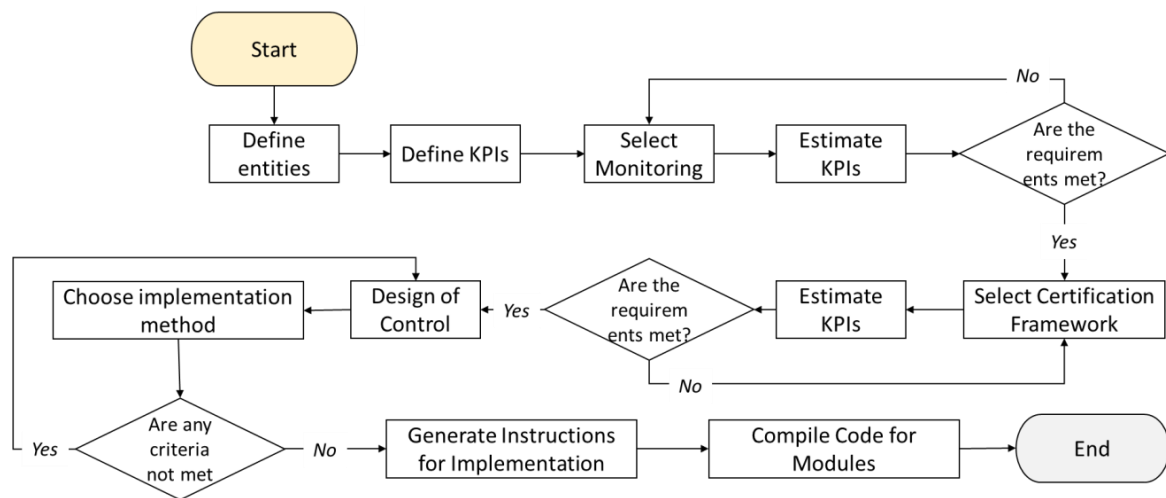 Start
No
Define
entities
Define KPIs
Select
Monitoring
Estimate
KPIs
Are the
requirem
ents met?
Yes
Select Certification
Framework
Estimate
KPIs
Are the
requirem
ents met?
No
Yes
Design of
Control
Choose implementation
method
Are any
criteria
not met
Yes
No
Generate Instructions
for Implementation
Compile Code for
Modules
End